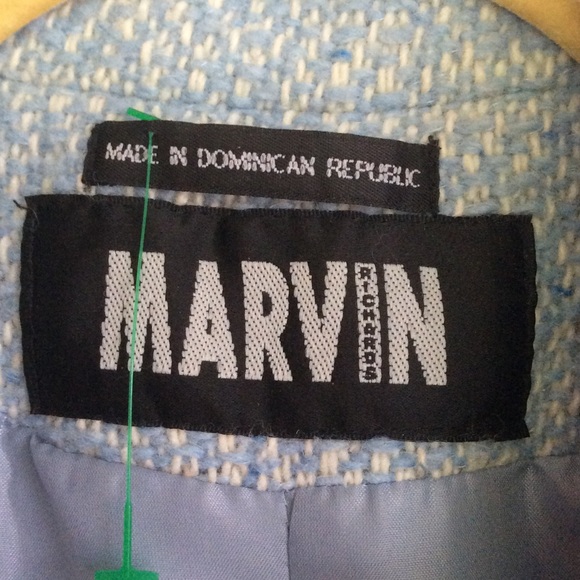 MADE IN DOMINICAN REPUBLIC
MARVIN
RICHARDS